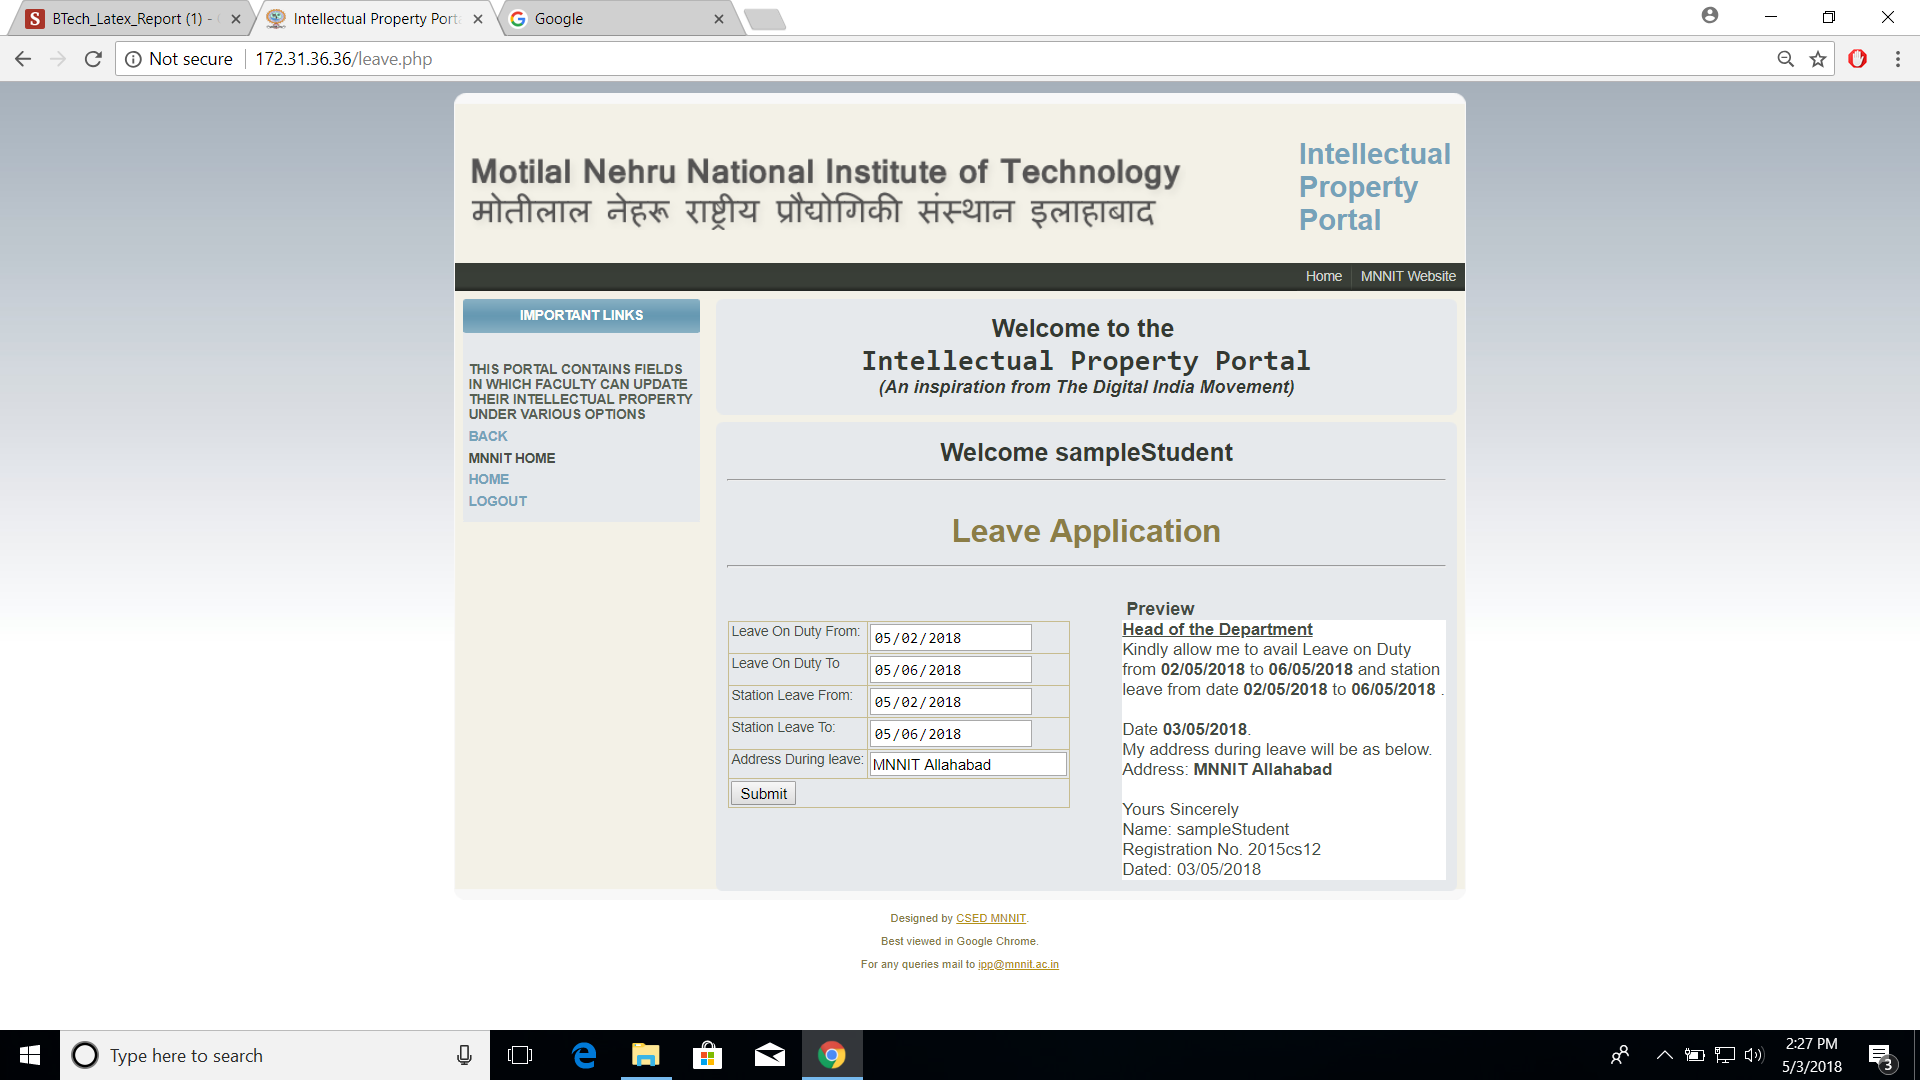 BTech_Latex_Report (1) -
Intellectual Property Port
Google
Not secure
172.31.36.36/leave.php
Motilal Nehru National Institute of Technology
मोतीलाल नेहरू राष्ट्रीय प्रौद्योगिकी संस्थान इलाहाबाद
Intellectual
Property
Portal
Home
MNNIT Website
IMPORTANT LINKS
THIS PORTAL CONTAINS FIELDS
IN WHICH FACULTY CAN UPDATE
THEIR INTELLECTUAL PROPERTY
UNDER VARIOUS OPTIONS
BACK
MNNIT HOME
HOME
LOGOUT
Welcome to the
Intellectual Property Portal
(An inspiration from The Digital India Movement)
Welcome sampleStudent
Leave Application
Leave On Duty From: 05/02/2018
Leave On Duty To 05/06/2018
Station Leave From: 05/02/2018
Station Leave To: 05/06/2018
Address During leave: MNNIT Allahabad
Submit
Preview
Head of the Department
Kindly allow me to avail Leave on Duty
from 02/05/2018 to 06/05/2018 and station
leave from date 02/05/2018 to 06/05/2018 .
Date 03/05/2018.
My address during leave will be as below.
Address: MNNIT Allahabad
Yours Sincerely
Name: sampleStudent
Registration No. 2015cs12
Dated: 03/05/2018
Designed by CSED MNNIT.
Best viewed in Google Chrome.
For any queries mail to ipp@mnnit.ac.in
Type here to search
2:27 PM
5/3/2018
3